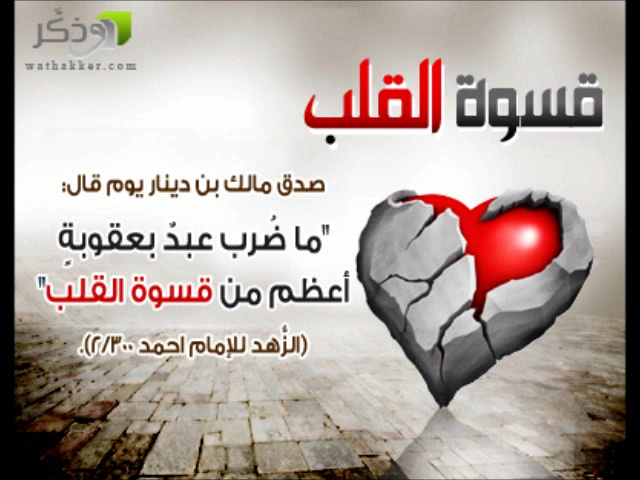 وذكِّر
wathakker.com
قسوة القلب
صدق مالك بن دينار يوم قال:
"ما ضُرب عبدٌ بعقوبةٍ
أعظم من قسوة القلب"
(الزُهد للإمام احمد ٢/٣٠٠).